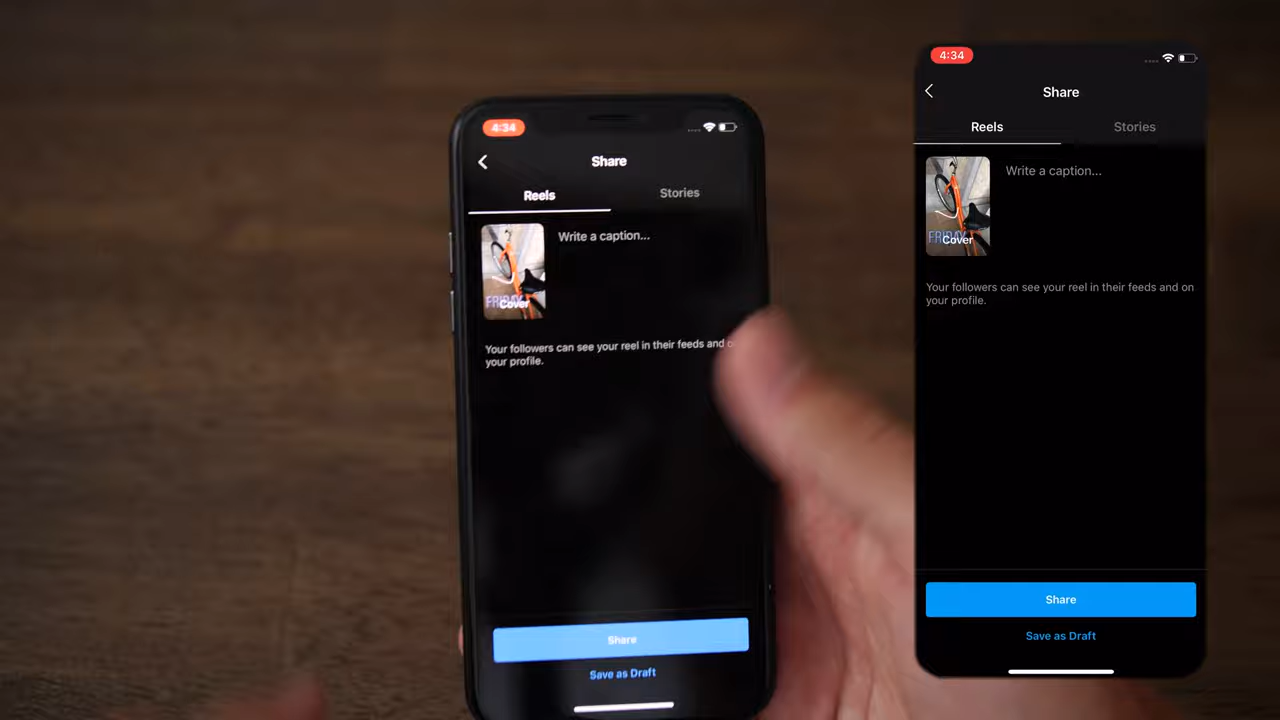 4:34
Share
Reels
Stories
Write a caption...
FRIDAY
Cover
Your followers can see your reel in their feeds and on
your profile.
Share
Save as Draft
4:34
Share
Reels
Stories
Write a caption...
FRIDAY
Cover
Your followers can see your reel in their feeds and on
your profile.
Share
Save as Draft